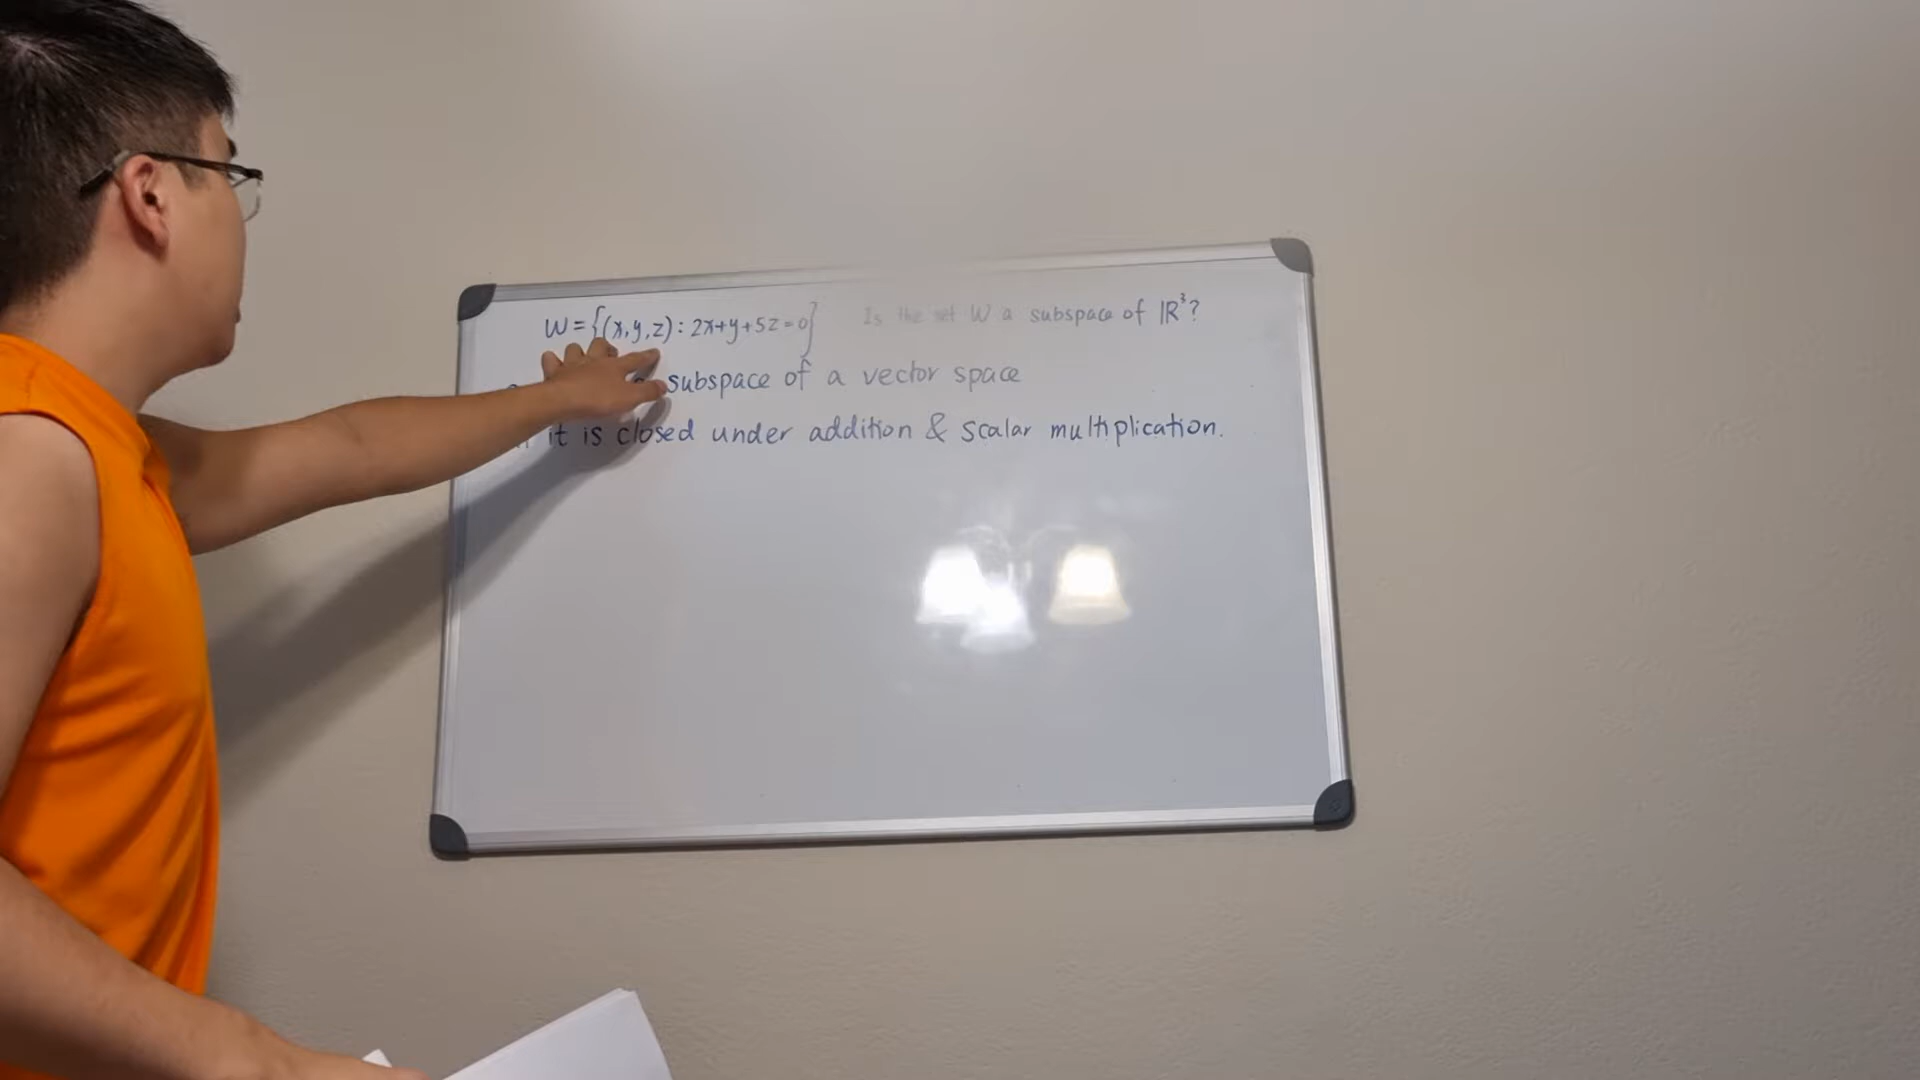 W = {(x,y,z) : 2x+y+5z=0} Is the set W a subspace of ℝ³?
subspace of a vector space
it is closed under addition & scalar multiplication.